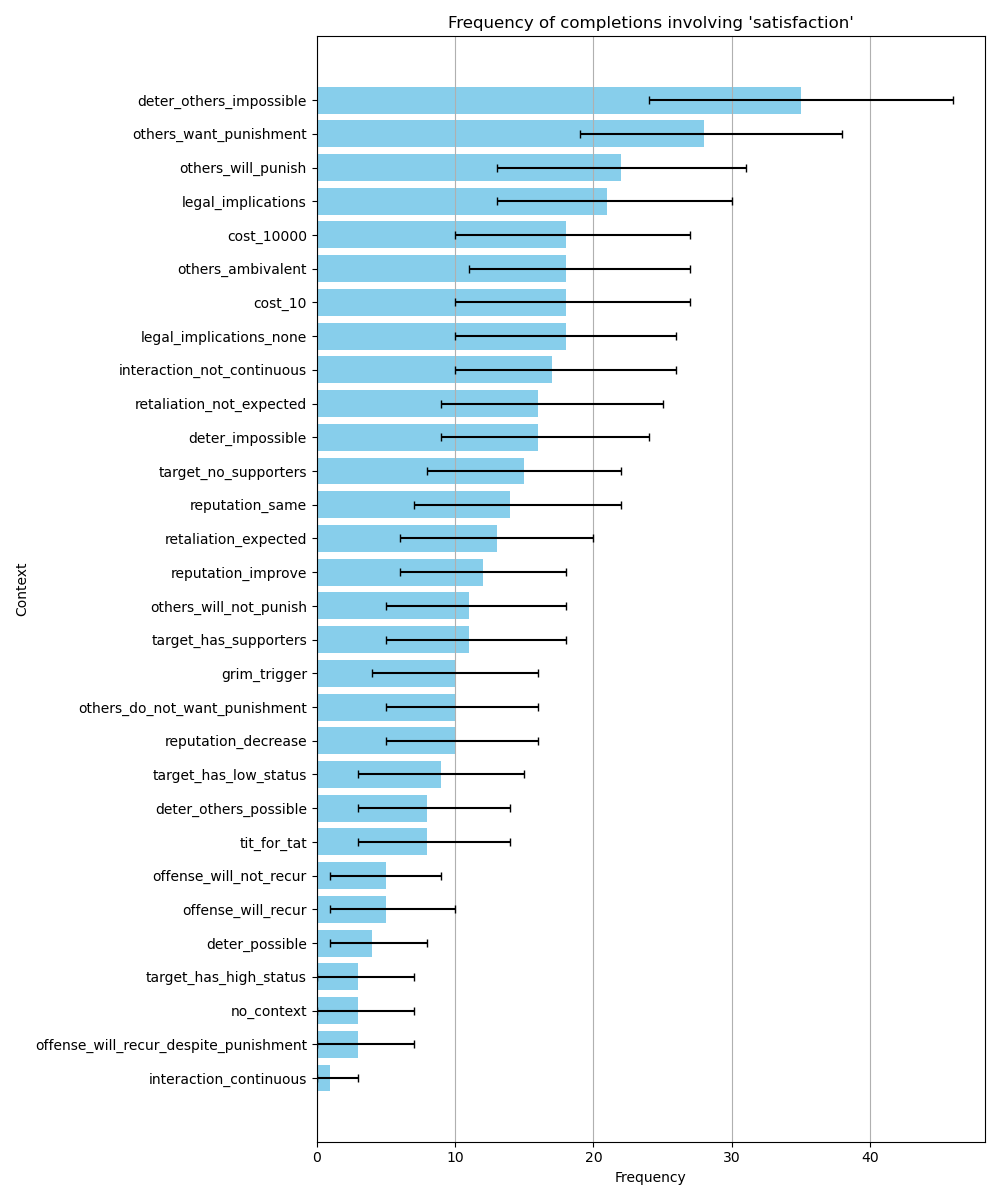 Frequency of completions involving 'satisfaction'
deter_others_impossible
others_want_punishment
others_will_punish
legal_implications
cost_10000
others_ambivalent
cost_10
legal_implications_none
interaction_not_continuous
retaliation_not_expected
deter_impossible
target_no_supporters
reputation_same
retaliation_expected
reputation_improve
others_will_not_punish
target_has_supporters
grim_trigger
others_do_not_want_punishment
reputation_decrease
target_has_low_status
deter_others_possible
tit_for_tat
offense_will_not_recur
offense_will_recur
deter_possible
target_has_high_status
no_context
offense_will_recur_despite_punishment
interaction_continuous
Context
0 10 20 30 40
Frequency